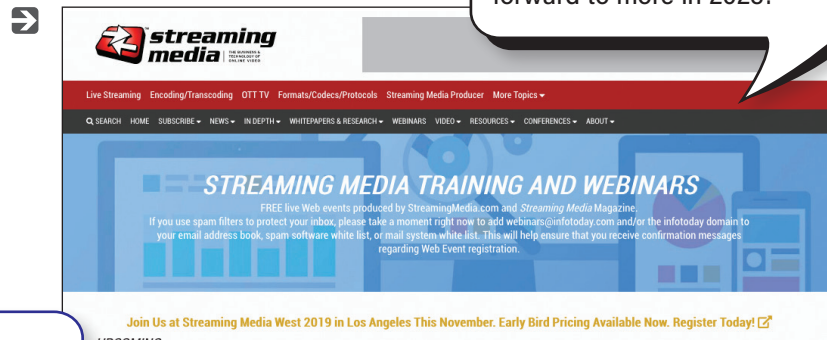 streaming
media THE BUSINESS & TECHNOLOGY OF ONLINE VIDEO
Live Streaming Encoding/Transcoding OTT TV Formats/Codecs/Protocols Streaming Media Producer More Topics
SEARCH HOME SUBSCRIBE NEWS IN DEPTH WHITEPAPERS & RESEARCH WEBINARS VIDEO RESOURCES CONFERENCES ABOUT
STREAMING MEDIA TRAINING AND WEBINARS
FREE live Web events produced by StreamingMedia.com and Streaming Media Magazine.
If you use spam filters to protect your inbox, please take a moment right now to add webinars@infotoday.com and/or the infotoday domain to
your email address book, spam software white list, or mail system white list. This will help ensure that you receive confirmation messages
regarding Web Event registration.
Join Us at Streaming Media West 2019 in Los Angeles This November. Early Bird Pricing Available Now. Register Today!